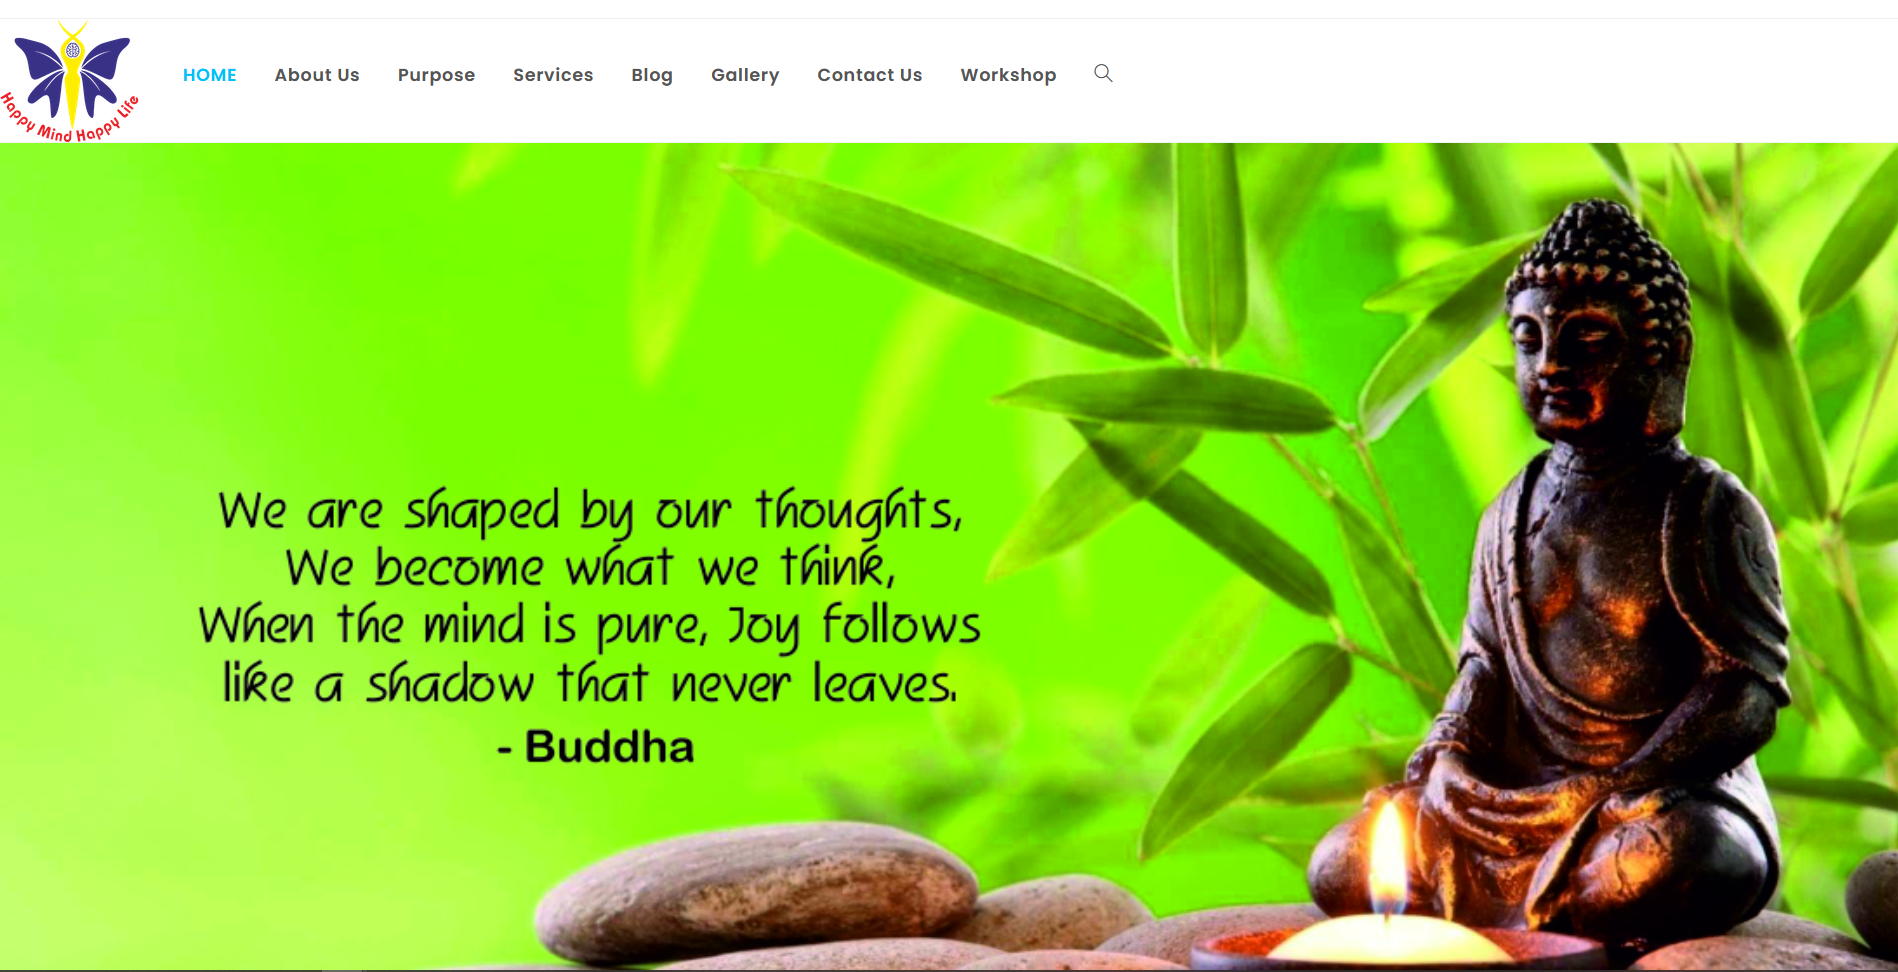 Happy Mind Happy Life
HOME About Us Purpose Services Blog Gallery Contact Us Workshop
We are shaped by our thoughts,
We become what we think,
When the mind is pure, Joy follows
like a shadow that never leaves.
- Buddha